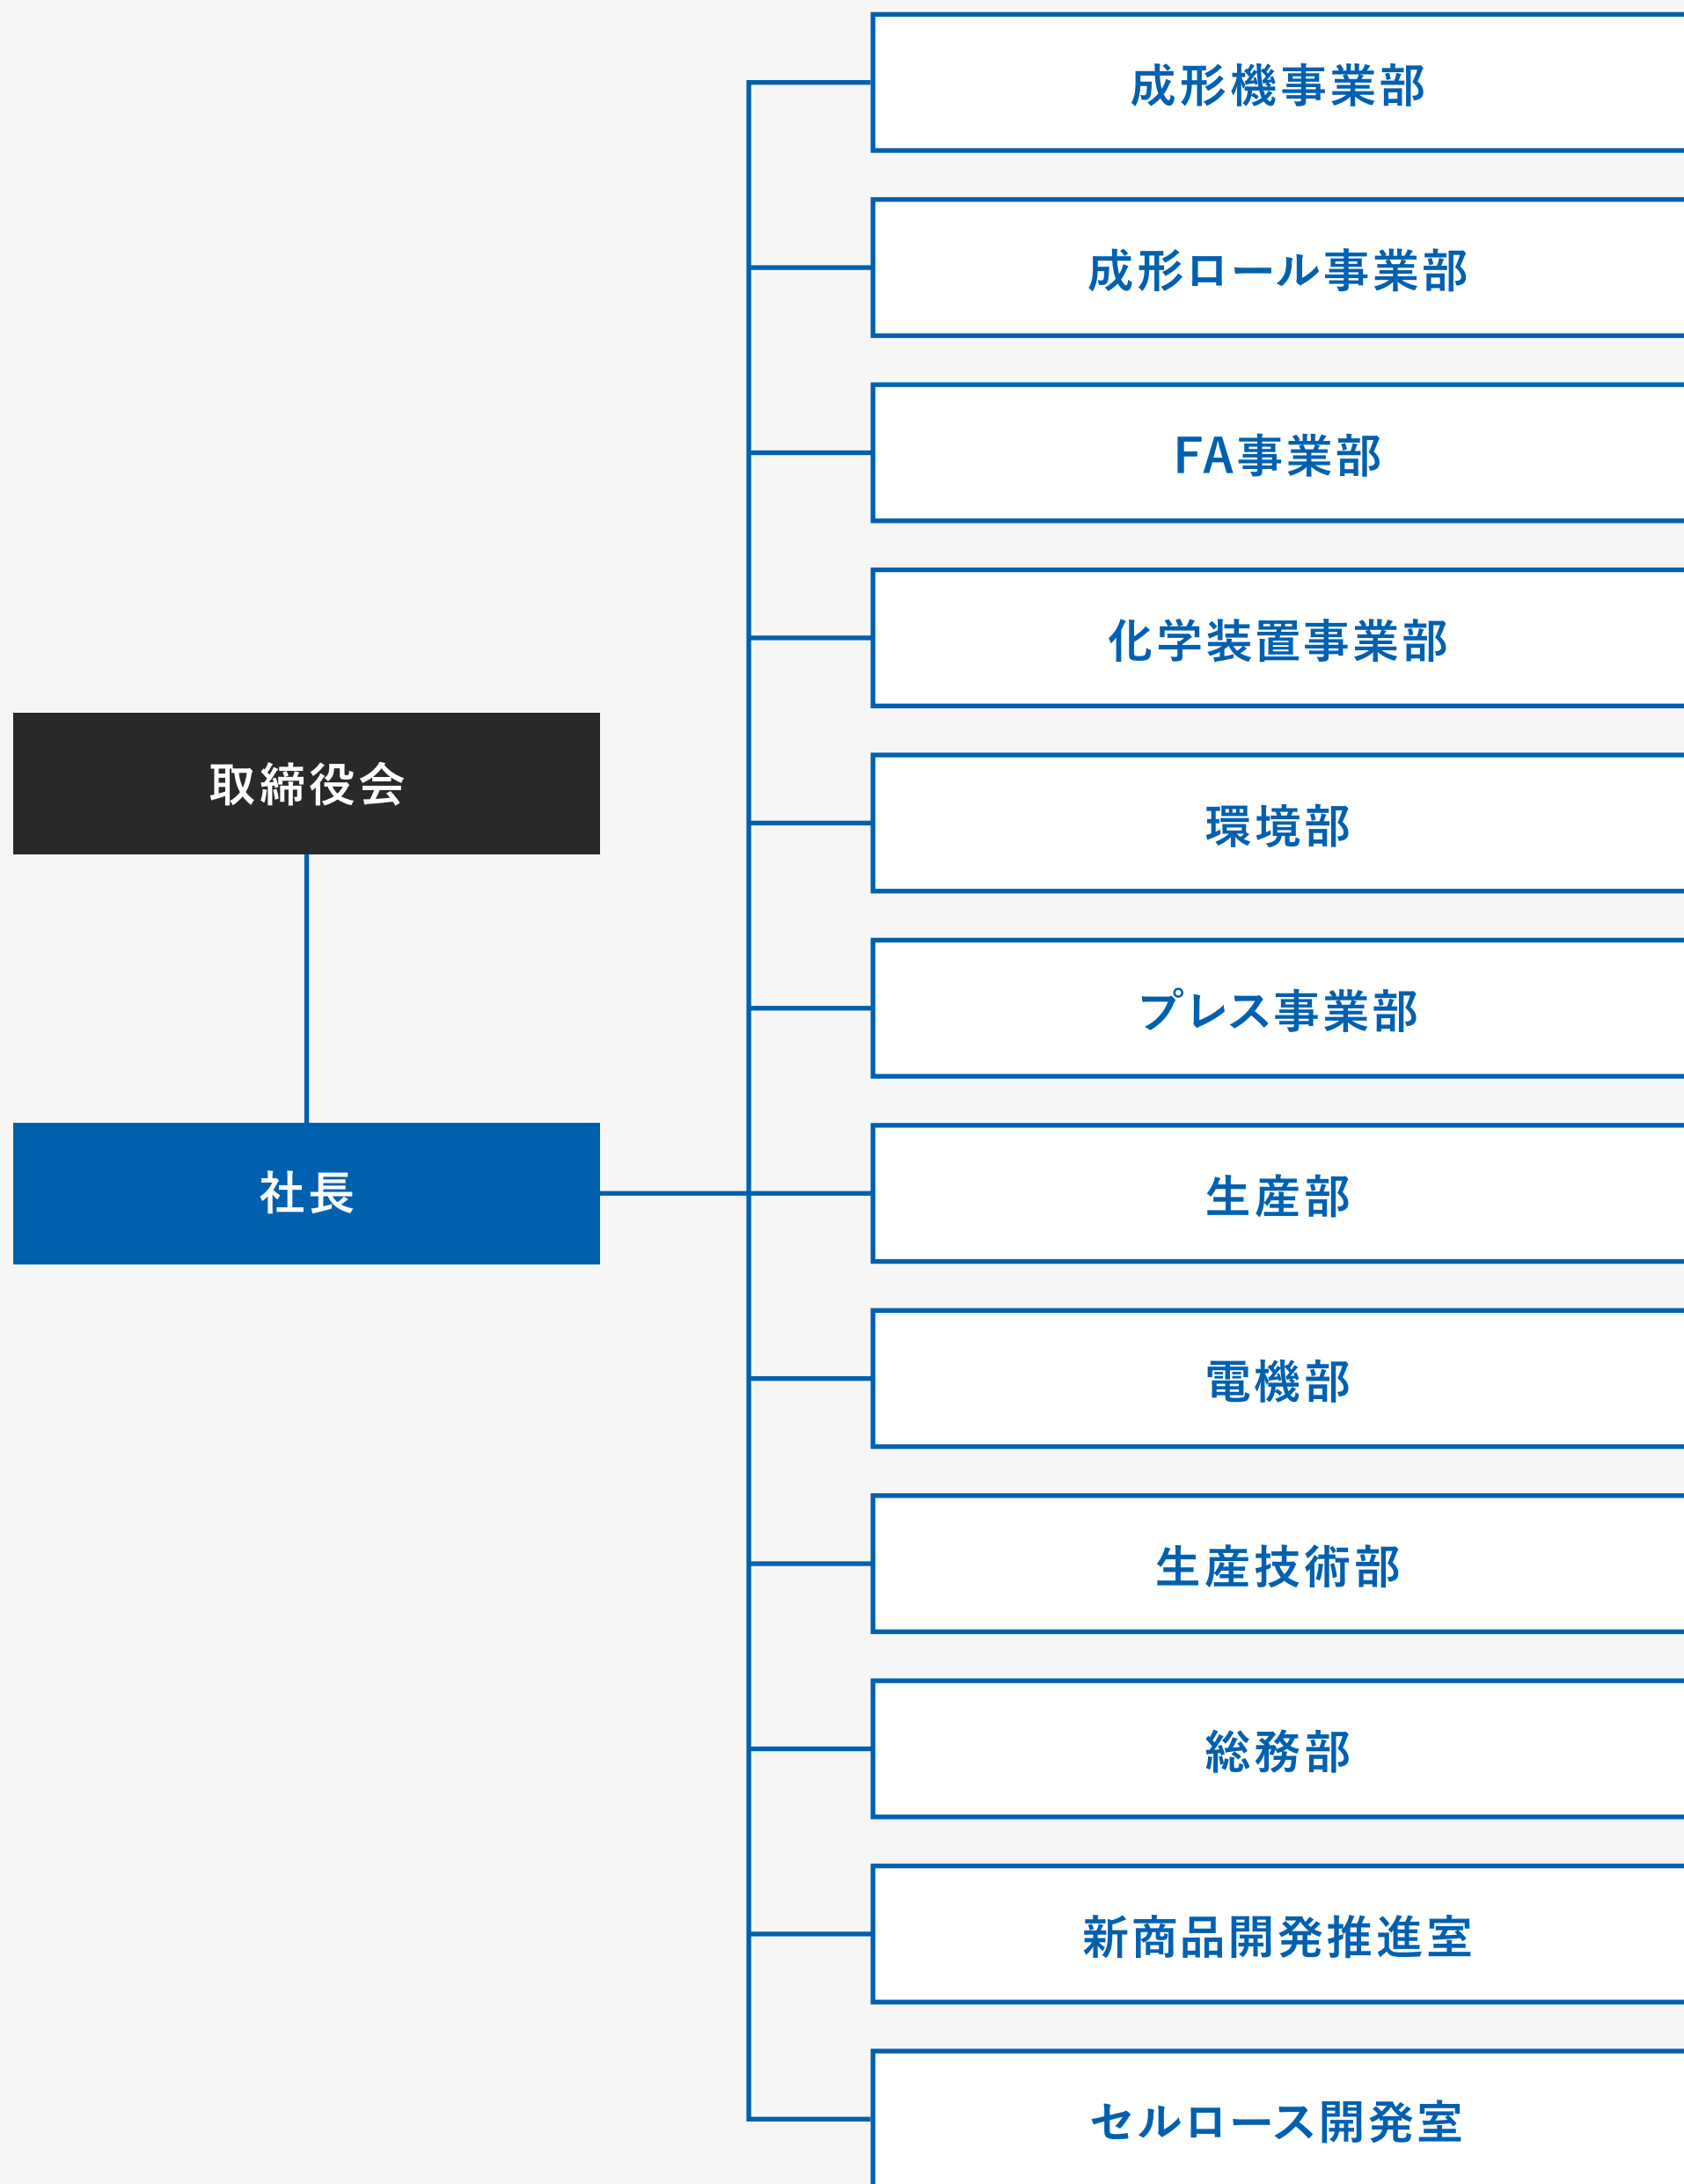 取締役会
社長
成形機事業部
成形ロール事業部
FA事業部
化学装置事業部
環境部
プレス事業部
生産部
電機部
生産技術部
総務部
新商品開発推進室
セルロース開発室